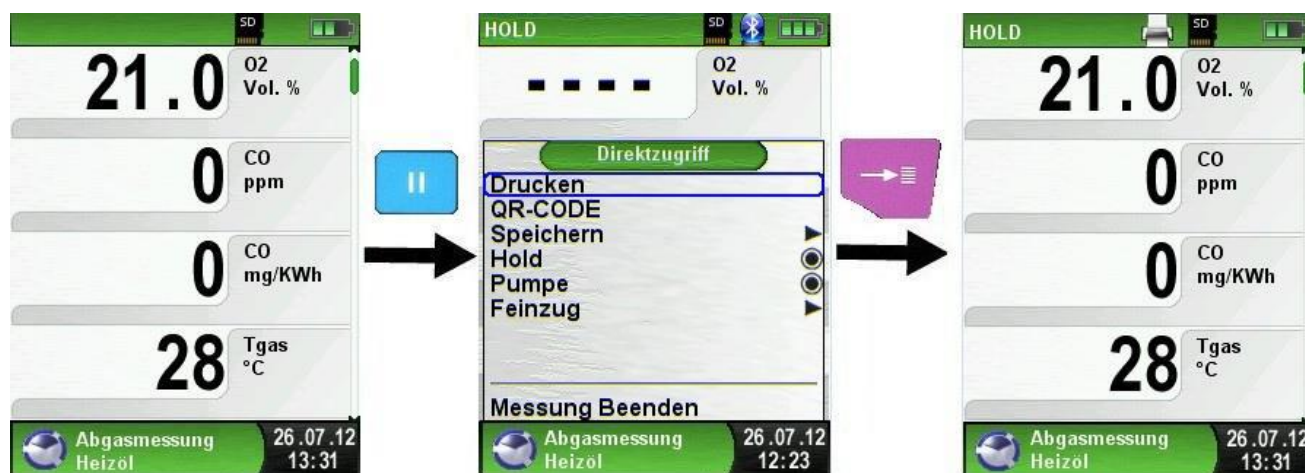 SD
21.0
O2
Vol. %
0
CO
ppm
0
CO
mg/KWh
28
Tgas
°C
Abgasmessung
Heizöl
26.07.12
13:31
HOLD
SD
- - - -
O2
Vol. %
Direktzugriff
Drucken
QR-CODE
Speichern
Hold
Pumpe
Feinzug
Messung Beenden
Abgasmessung
Heizöl
26.07.12
12:23
HOLD
SD
21.0
O2
Vol. %
0
CO
ppm
0
CO
mg/KWh
28
Tgas
°C
Abgasmessung
Heizöl
26.07.12
13:31